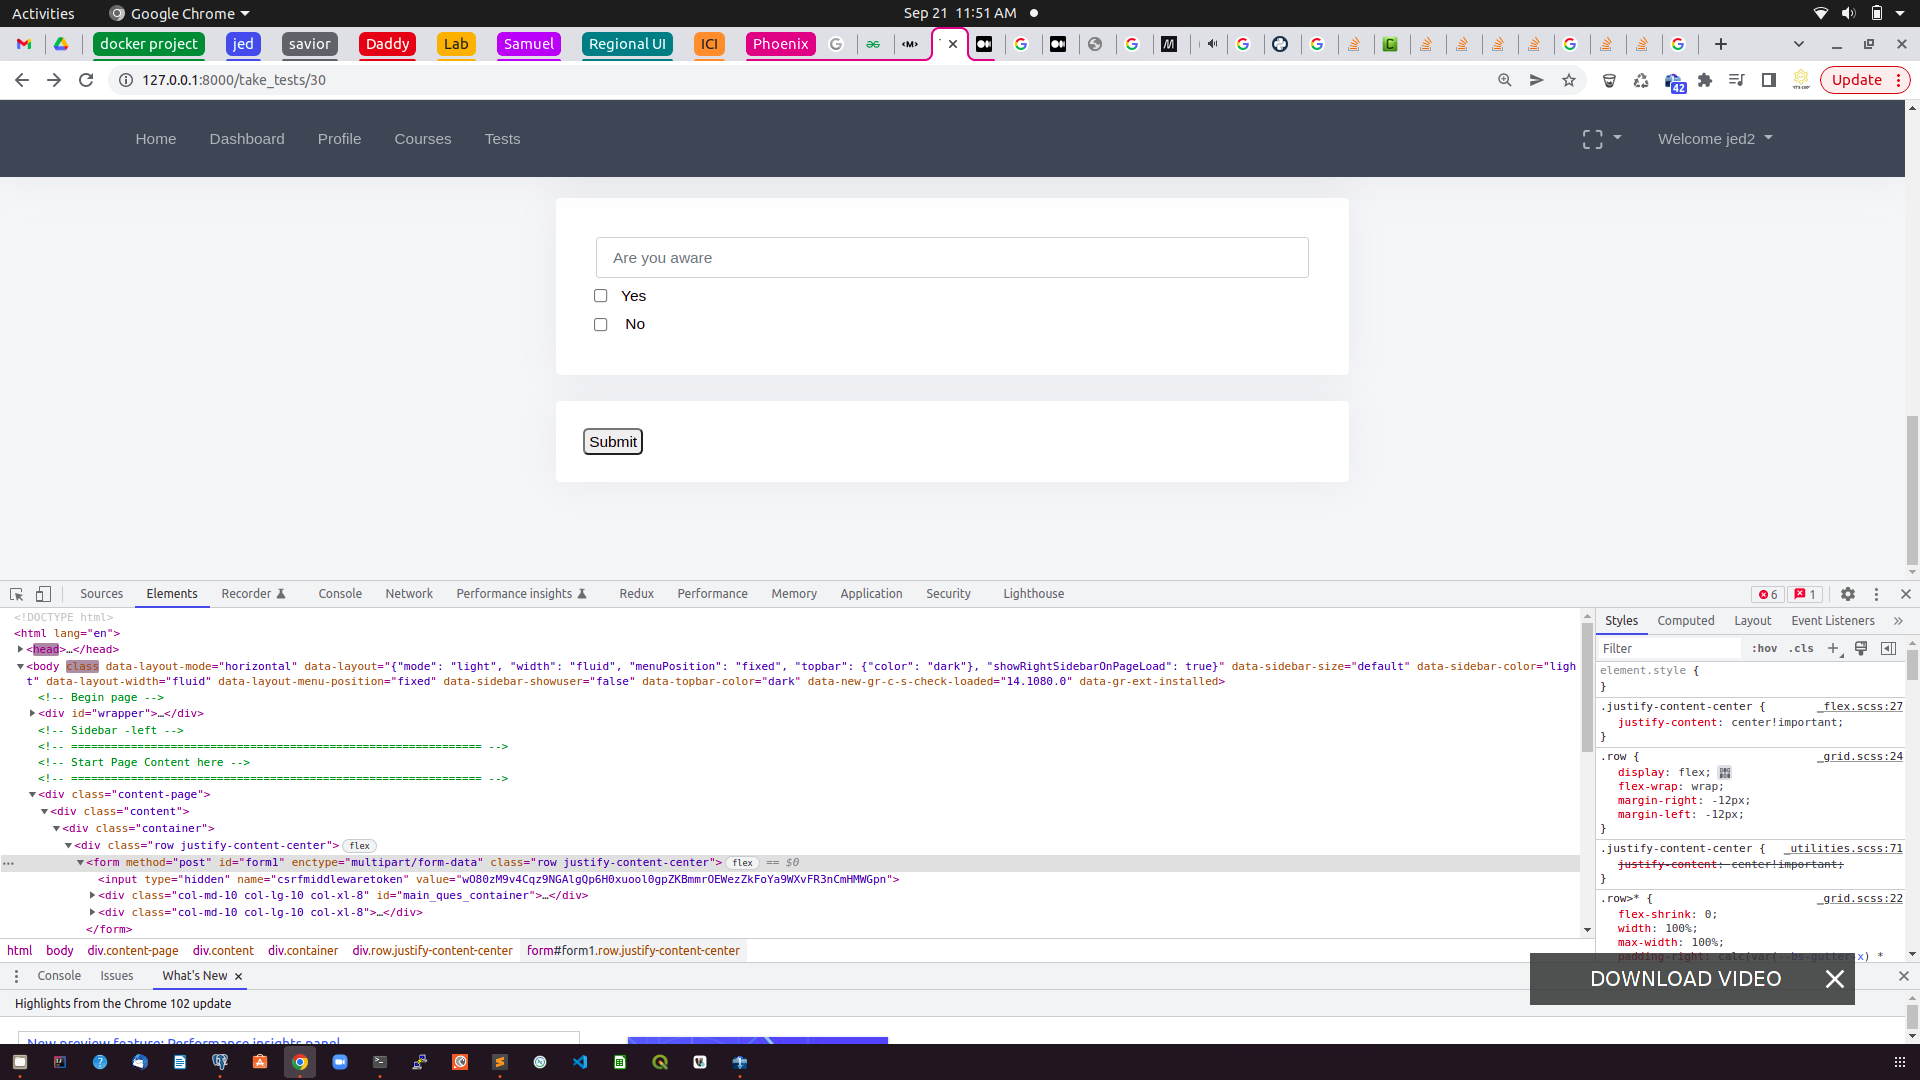 Activities
Google Chrome
Sep 21 11:51 AM
docker project
jed
savior
Daddy
Lab
Samuel
Regional UI
ICI
Phoenix
127.0.0.1:8000/take_tests/30
42
Update
Home
Dashboard
Profile
Courses
Tests
Welcome jed2
Are you aware
Yes
No
Submit
Sources
Elements
Recorder
Console
Network
Performance insights
Redux
Performance
Memory
Application
Security
Lighthouse
6
1
<!DOCTYPE html>
<html lang="en">
<head>…</head>
<body class data-layout-mode="horizontal" data-layout="{"mode": "light", "width": "fluid", "menuPosition": "fixed", "topbar": {"color": "dark"}, "showRightSidebarOnPageLoad": true}" data-sidebar-size="default" data-sidebar-color="ligh
t" data-layout-width="fluid" data-layout-menu-position="fixed" data-sidebar-showuser="false" data-topbar-color="dark" data-new-gr-c-s-check-loaded="14.1080.0" data-gr-ext-installed>
<!-- Begin page -->
<div id="wrapper">…</div>
<!-- Sidebar -left -->
<!-- ============================================================== -->
<!-- Start Page Content here -->
<!-- ============================================================== -->
<div class="content-page">
<div class="content">
<div class="container">
<div class="row justify-content-center"> flex
<form method="post" id="form1" enctype="multipart/form-data" class="row justify-content-center"> flex == $0
<input type="hidden" name="csrfmiddlewaretoken" value="wO80zM9v4Cqz9NGAlgQp6H0xuool0gpZKBmmrOEWezZkFoYa9WXvFR3nCmHMWGpn">
<div class="col-md-10 col-lg-10 col-xl-8" id="main_ques_container">…</div>
<div class="col-md-10 col-lg-10 col-xl-8">…</div>
</form>
html body div.content-page div.content div.container div.row.justify-content-center form#form1.row.justify-content-center
Styles
Computed
Layout
Event Listeners
Filter
:hov
.cls
element.style {
}
.justify-content-center { _flex.scss:27
justify-content: center!important;
}
.row { _grid.scss:24
display: flex;
flex-wrap: wrap;
margin-right: -12px;
margin-left: -12px;
}
.justify-content-center { _utilities.scss:71
justify-content: center!important;
}
.row>* { _grid.scss:22
flex-shrink: 0;
width: 100%;
max-width: 100%;
padding-right: calc(var(--bs-gutter-x) *
DOWNLOAD VIDEO
Console
Issues
What's New
Highlights from the Chrome 102 update
New preview feature: Performance insights panel